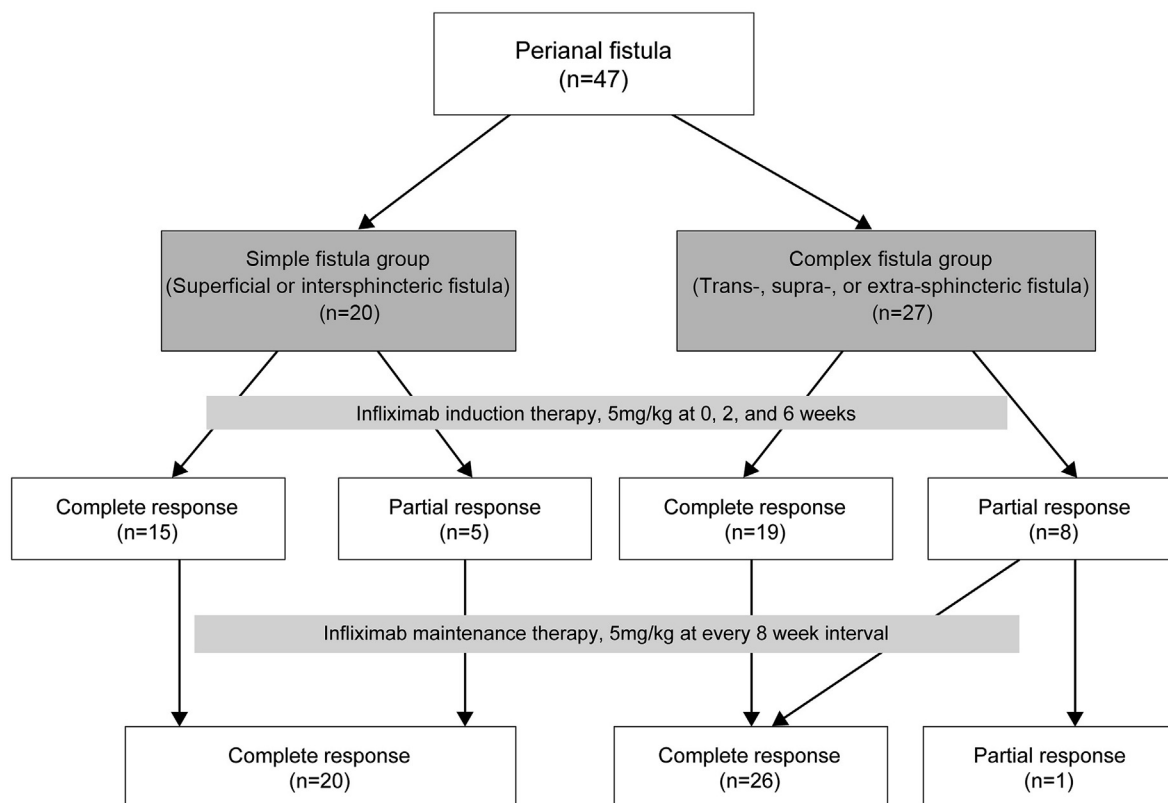 Perianal fistula
(n=47)
Simple fistula group
(Superficial or intersphincteric fistula)
(n=20)
Complex fistula group
(Trans-, supra-, or extra-sphincteric fistula)
(n=27)
Infliximab induction therapy, 5mg/kg at 0, 2, and 6 weeks
Complete response
(n=15)
Partial response
(n=5)
Complete response
(n=19)
Partial response
(n=8)
Infliximab maintenance therapy, 5mg/kg at every 8 week interval
Complete response
(n=20)
Complete response
(n=26)
Partial response
(n=1)